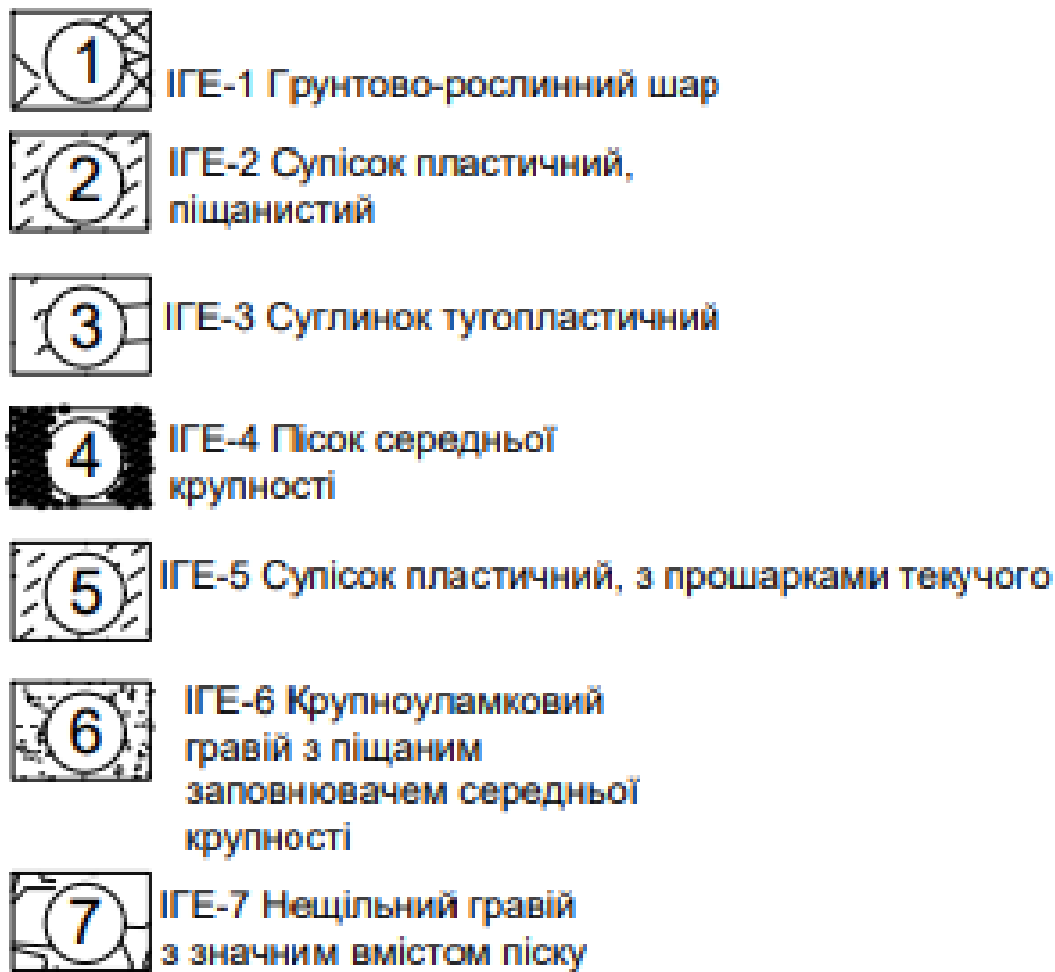 1
ІГЕ-1 Грунтово-рослинний шар
2
ІГЕ-2 Супісок пластичний,
піщанистий
3
ІГЕ-3 Суглинок тугопластичний
4
ІГЕ-4 Пісок середньої
крупності
5
ІГЕ-5 Супісок пластичний, з прошарками текучого
6
ІГЕ-6 Крупноуламковий
гравій з піщаним
заповнювачем середньої
крупності
7
ІГЕ-7 Нещільний гравій
з значним вмістом піску